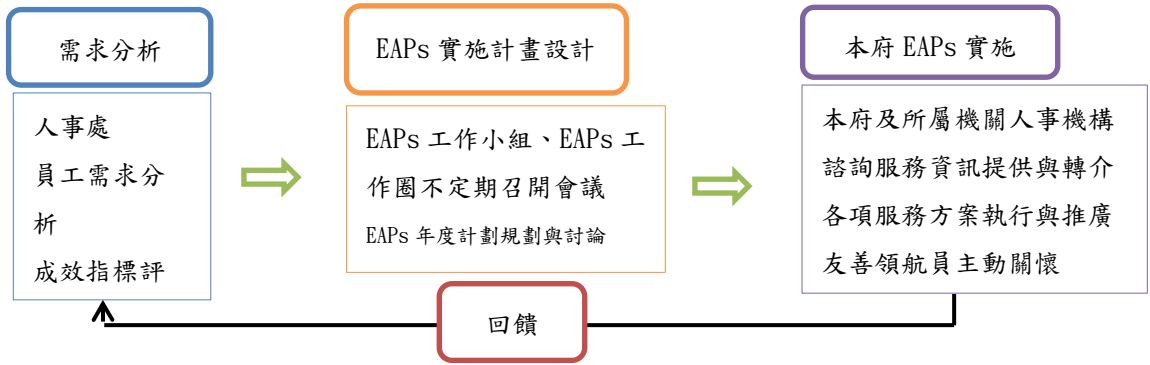 需求分析
人事處
員工需求分
析
成效指標評
EAPs 實施計畫設計
EAPs 工作小組、EAPs 工
作圈不定期召開會議
EAPs 年度計劃規劃與討論
本府 EAPs 實施
本府及所屬機關人事機構
諮詢服務資訊提供與轉介
各項服務方案執行與推廣
友善領航員主動關懷
回饋